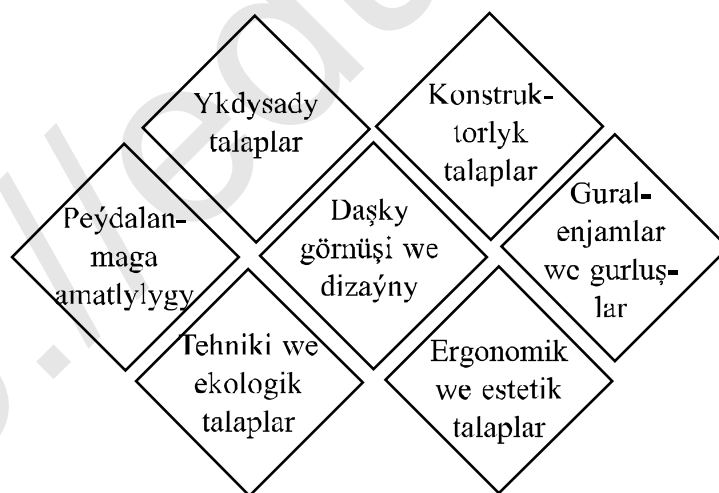 Ykdysady
talaplar
Konstruk-
torlyk
talaplar
Peýdalan-
maga
amatlylygy
Daşky
görnüşi we
dizaýny
Gural-
enjamlar
we gurluş-
lar
Tehniki we
ekologik
talaplar
Ergonomik
we estetik
talaplar